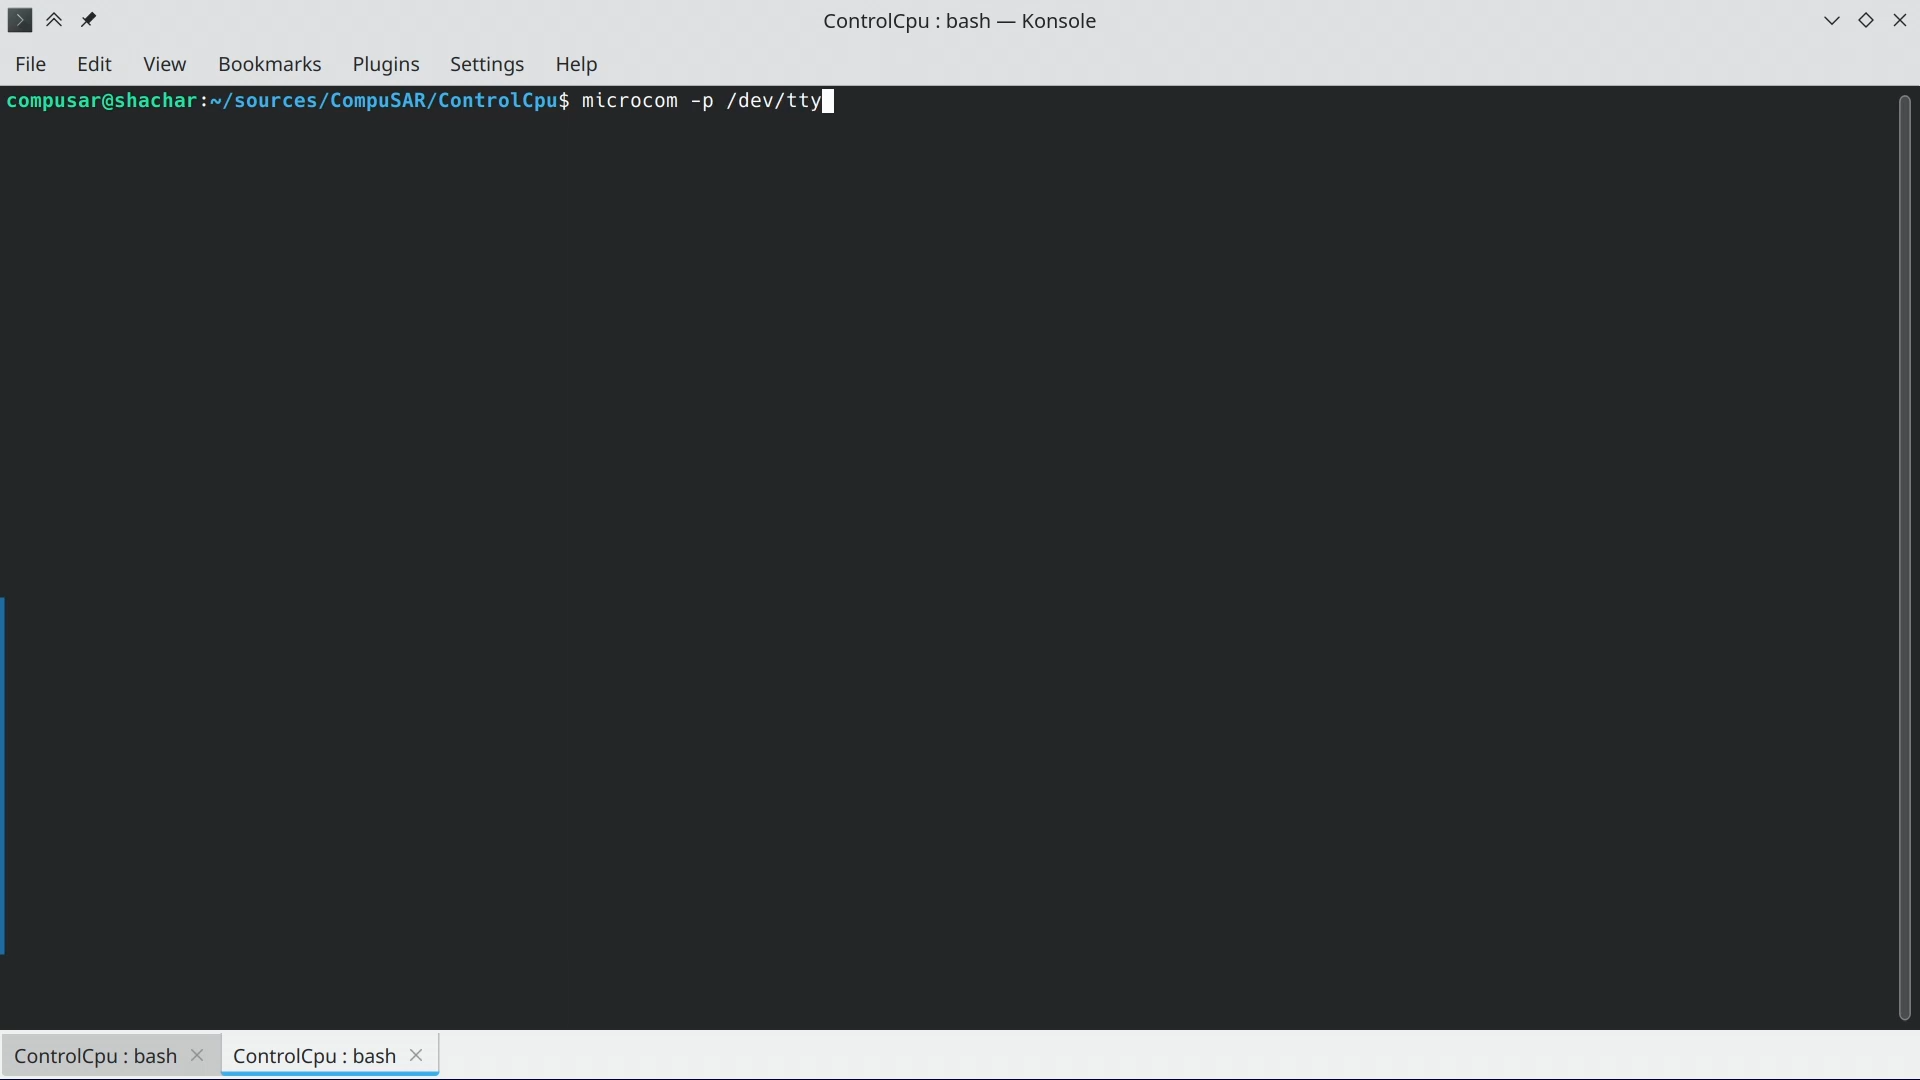 ControlCpu : bash — Konsole
File Edit View Bookmarks Plugins Settings Help
compusar@shachar:~/sources/CompuSAR/ControlCpu$ microcom -p /dev/tty
ControlCpu : bash ControlCpu : bash